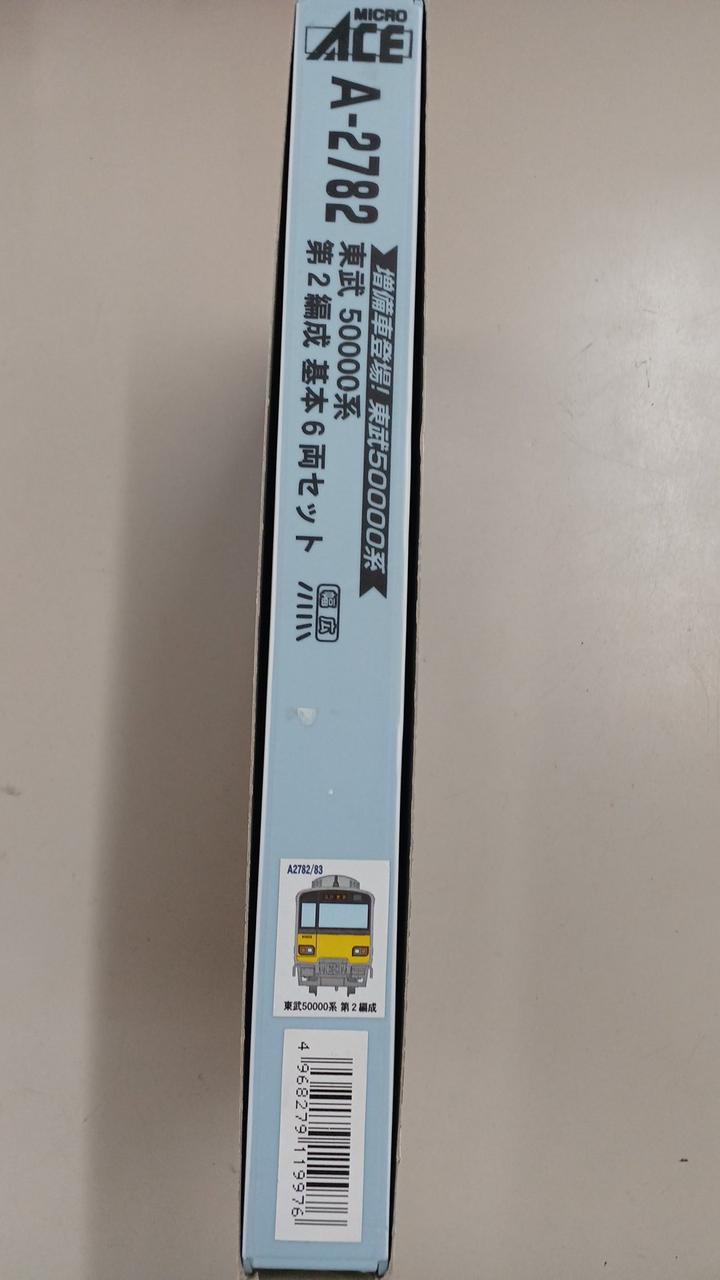 MICRO
ACE
A-2782
増備車登場! 東武50000系
東武 50000系
第2編成 基本6両セット
幅広
A2782/83
東武50000系 第2編成
4 968279 119976